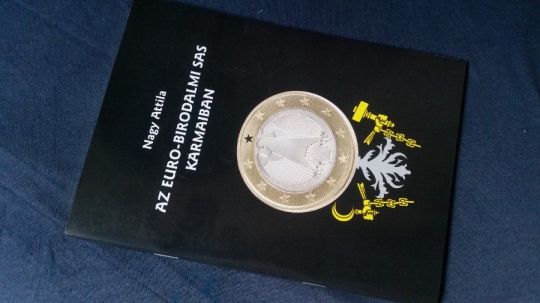 Nagy Attila
AZ EURO-BIRODALMI SAS
KARMAIBAN